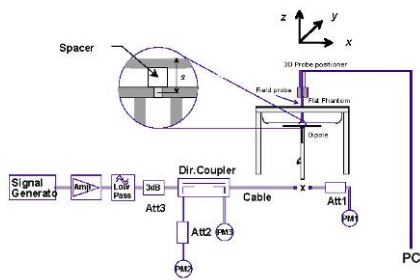 z
y
x
Spacer
s
3D Probe positioner
Field probe
Flat Phantom
Dipole
Signal
Generato
Amp
Low
Pass
3dB
Att3
Dir.Coupler
Cable
x
Att1
PM1
Att2
PM3
PM2
PC